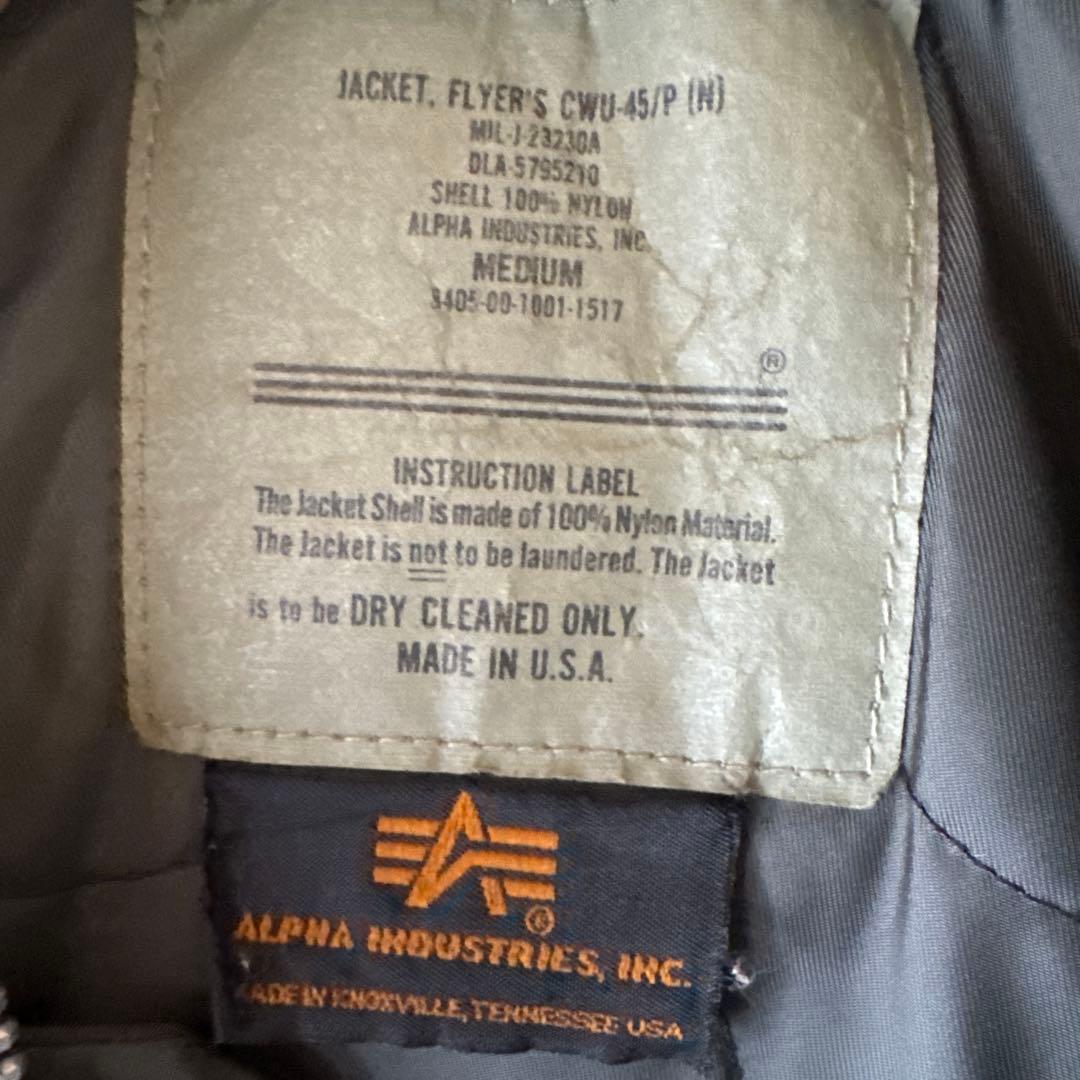 JACKET, FLYER'S CWU-45/P (N)
MIL-J-23230A
DLA-5795210
SHELL 100% NYLON
ALPHA INDUSTRIES, INC.
MEDIUM
8405-00-1001-1517
®
INSTRUCTION LABEL
The Jacket Shell is made of 100% Nylon Material.
The Jacket is not to be laundered. The Jacket
is to be DRY CLEANED ONLY.
MADE IN U.S.A.
®
ALPHA INDUSTRIES, INC.
MADE IN KNOXVILLE, TENNESSEE USA